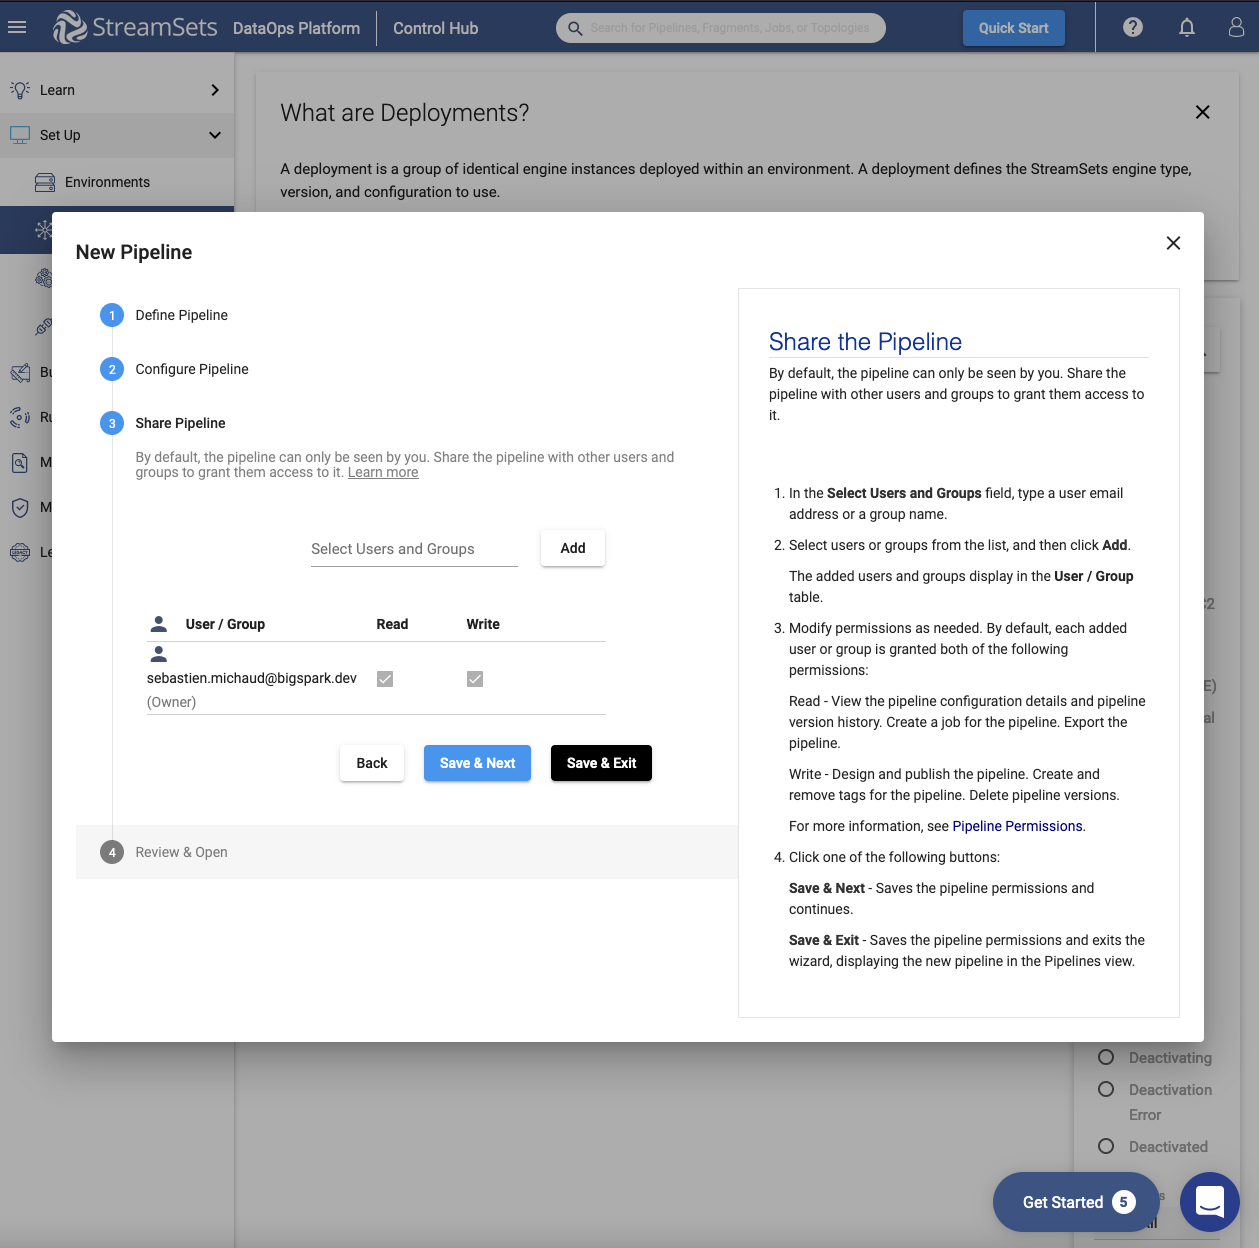 StreamSets DataOps Platform Control Hub Search for Pipelines, Fragments, Jobs, or Topologies Quick Start
Learn
Set Up
Environments
What are Deployments?
A deployment is a group of identical engine instances deployed within an environment. A deployment defines the StreamSets engine type,
version, and configuration to use.
New Pipeline
1 Define Pipeline
2 Configure Pipeline
3 Share Pipeline
By default, the pipeline can only be seen by you. Share the pipeline with other users and
groups to grant them access to it. Learn more
Select Users and Groups Add
User / Group Read Write
sebastien.michaud@bigspark.dev
(Owner)
Back Save & Next Save & Exit
4 Review & Open
Share the Pipeline
By default, the pipeline can only be seen by you. Share the
pipeline with other users and groups to grant them access to
it.
1. In the Select Users and Groups field, type a user email
address or a group name.
2. Select users or groups from the list, and then click Add.
The added users and groups display in the User / Group
table.
3. Modify permissions as needed. By default, each added
user or group is granted both of the following
permissions:
Read - View the pipeline configuration details and pipeline
version history. Create a job for the pipeline. Export the
pipeline.
Write - Design and publish the pipeline. Create and
remove tags for the pipeline. Delete pipeline versions.
For more information, see Pipeline Permissions.
4. Click one of the following buttons:
Save & Next - Saves the pipeline permissions and
continues.
Save & Exit - Saves the pipeline permissions and exits the
wizard, displaying the new pipeline in the Pipelines view.
Deactivating
Deactivation
Error
Deactivated
Get Started 5